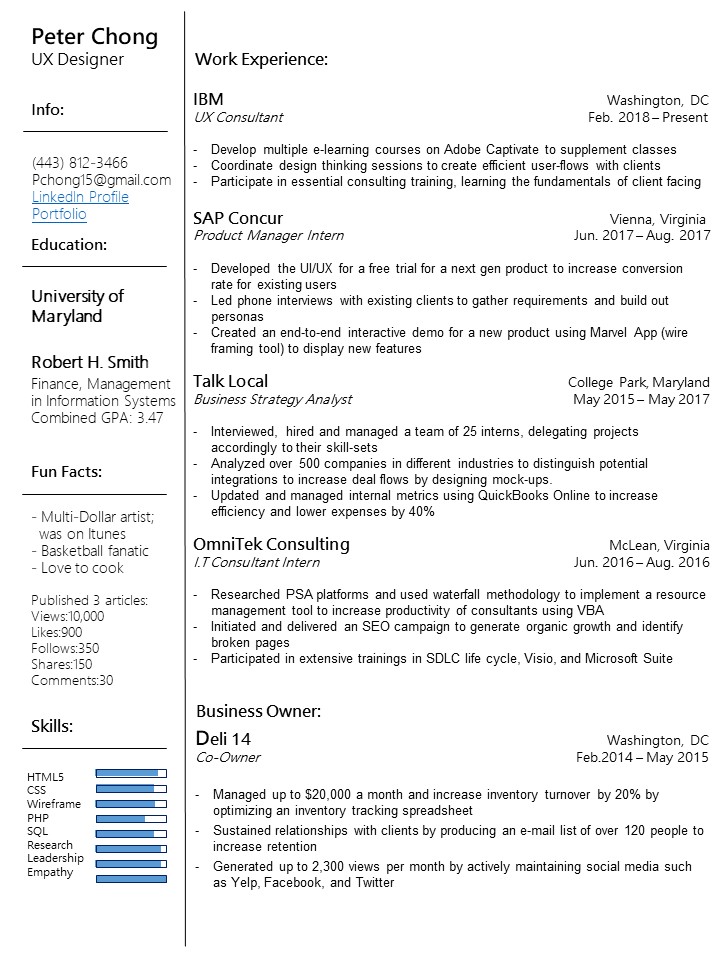 Peter Chong
UX Designer
Info:
(443) 812-3466
Pchong15@gmail.com
LinkedIn Profile
Portfolio
Education:
University of
Maryland
Robert H. Smith
Finance, Management
in Information Systems
Combined GPA: 3.47
Fun Facts:
- Multi-Dollar artist;
was on Itunes
- Basketball fanatic
- Love to cook
Published 3 articles:
Views:10,000
Likes:900
Follows:350
Shares:150
Comments:30
Skills:
HTML5
CSS
Wireframe
PHP
SQL
Research
Leadership
Empathy
Work Experience:
IBM Washington, DC
UX Consultant Feb. 2018 – Present
- Develop multiple e-learning courses on Adobe Captivate to supplement classes
- Coordinate design thinking sessions to create efficient user-flows with clients
- Participate in essential consulting training, learning the fundamentals of client facing
SAP Concur Vienna, Virginia
Product Manager Intern Jun. 2017 – Aug. 2017
- Developed the UI/UX for a free trial for a next gen product to increase conversion
rate for existing users
- Led phone interviews with existing clients to gather requirements and build out
personas
- Created an end-to-end interactive demo for a new product using Marvel App (wire
framing tool) to display new features
Talk Local College Park, Maryland
Business Strategy Analyst May 2015 – May 2017
- Interviewed, hired and managed a team of 25 interns, delegating projects
accordingly to their skill-sets
- Analyzed over 500 companies in different industries to distinguish potential
integrations to increase deal flows by designing mock-ups.
- Updated and managed internal metrics using QuickBooks Online to increase
efficiency and lower expenses by 40%
OmniTek Consulting McLean, Virginia
I.T Consultant Intern Jun. 2016 – Aug. 2016
- Researched PSA platforms and used waterfall methodology to implement a resource
management tool to increase productivity of consultants using VBA
- Initiated and delivered an SEO campaign to generate organic growth and identify
broken pages
- Participated in extensive trainings in SDLC life cycle, Visio, and Microsoft Suite
Business Owner:
Deli 14 Washington, DC
Co-Owner Feb.2014 – May 2015
- Managed up to $20,000 a month and increase inventory turnover by 20% by
optimizing an inventory tracking spreadsheet
- Sustained relationships with clients by producing an e-mail list of over 120 people to
increase retention
- Generated up to 2,300 views per month by actively maintaining social media such
as Yelp, Facebook, and Twitter